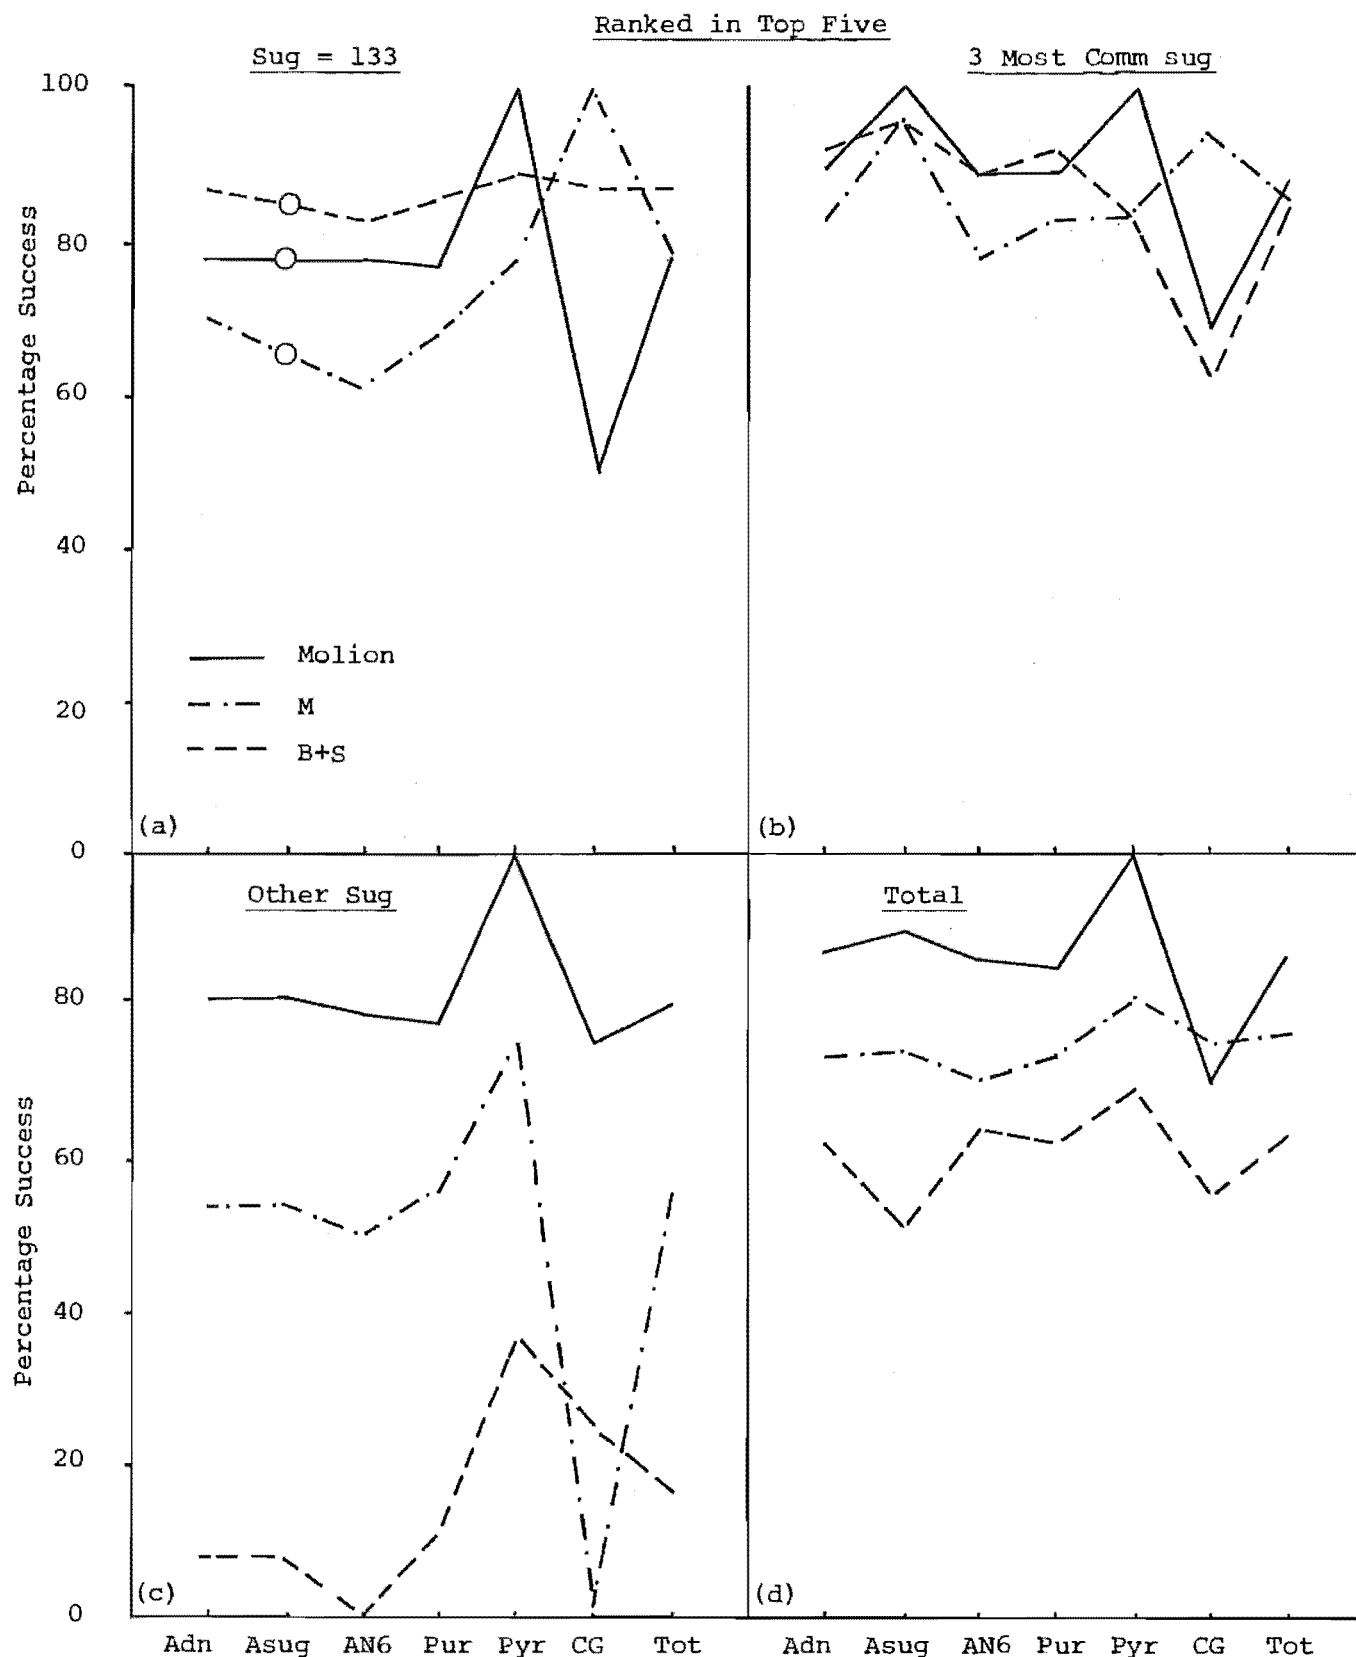 Ranked in Top Five
Sug = 133
3 Most Comm sug
100
80
60
40
20
0
Percentage Success
Molion
M
B+S
(a)
(b)
Other Sug
Total
80
60
40
20
0
Percentage Success
(c)
(d)
Adn Asug AN6 Pur Pyr CG Tot
Adn Asug AN6 Pur Pyr CG Tot